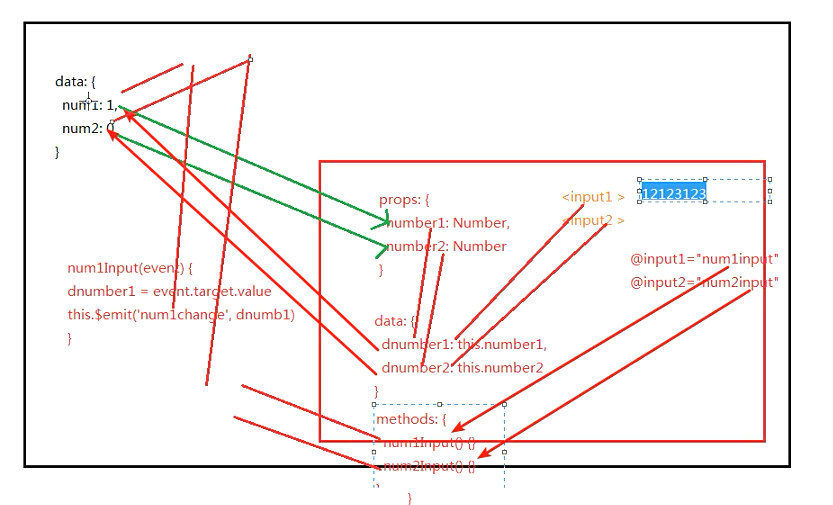 data: {
num1: 1,
num2: 0
}
num1Input(event) {
dnumber1 = event.target.value
this.$emit('num1change', dnumb1)
}
props: {
number1: Number,
number2: Number
}
data: {
dnumber1: this.number1,
dnumber2: this.number2
}
methods: {
num1Input() {}
num2Input() {}
}
<input1 >
<input2 >
12123123
@input1="num1input"
@input2="num2input"